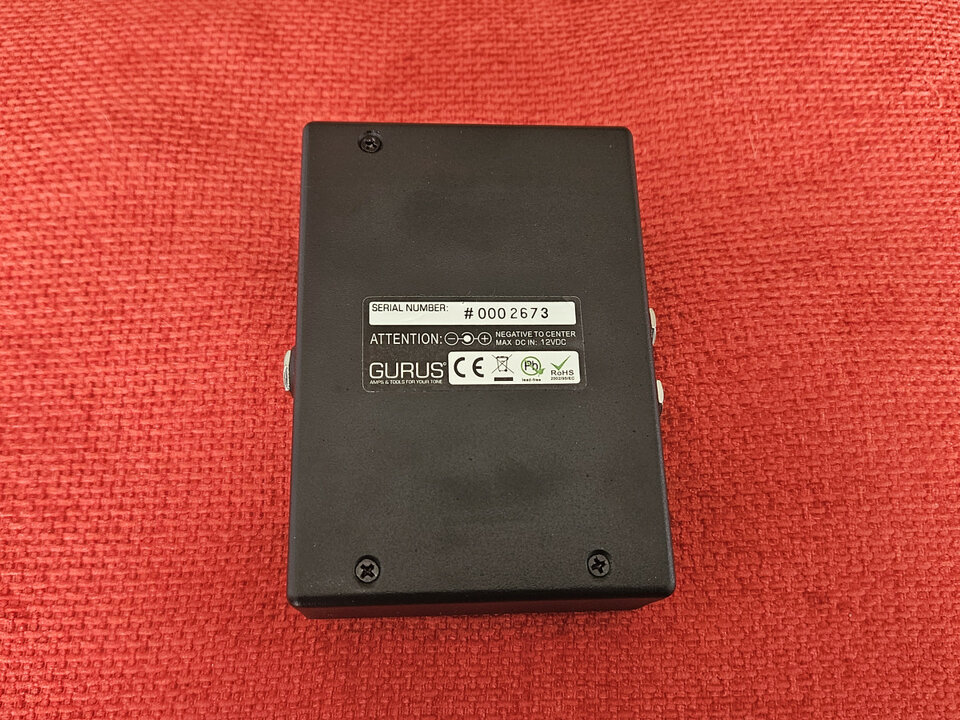 SERIAL NUMBER: #0002673
ATTENTION: NEGATIVE TO CENTER
MAX DC IN: 12VDC
GURUS®
AMPS & TOOLS FOR YOUR TONE
CE
Pb
lead-free
RoHS
2002/95/EC